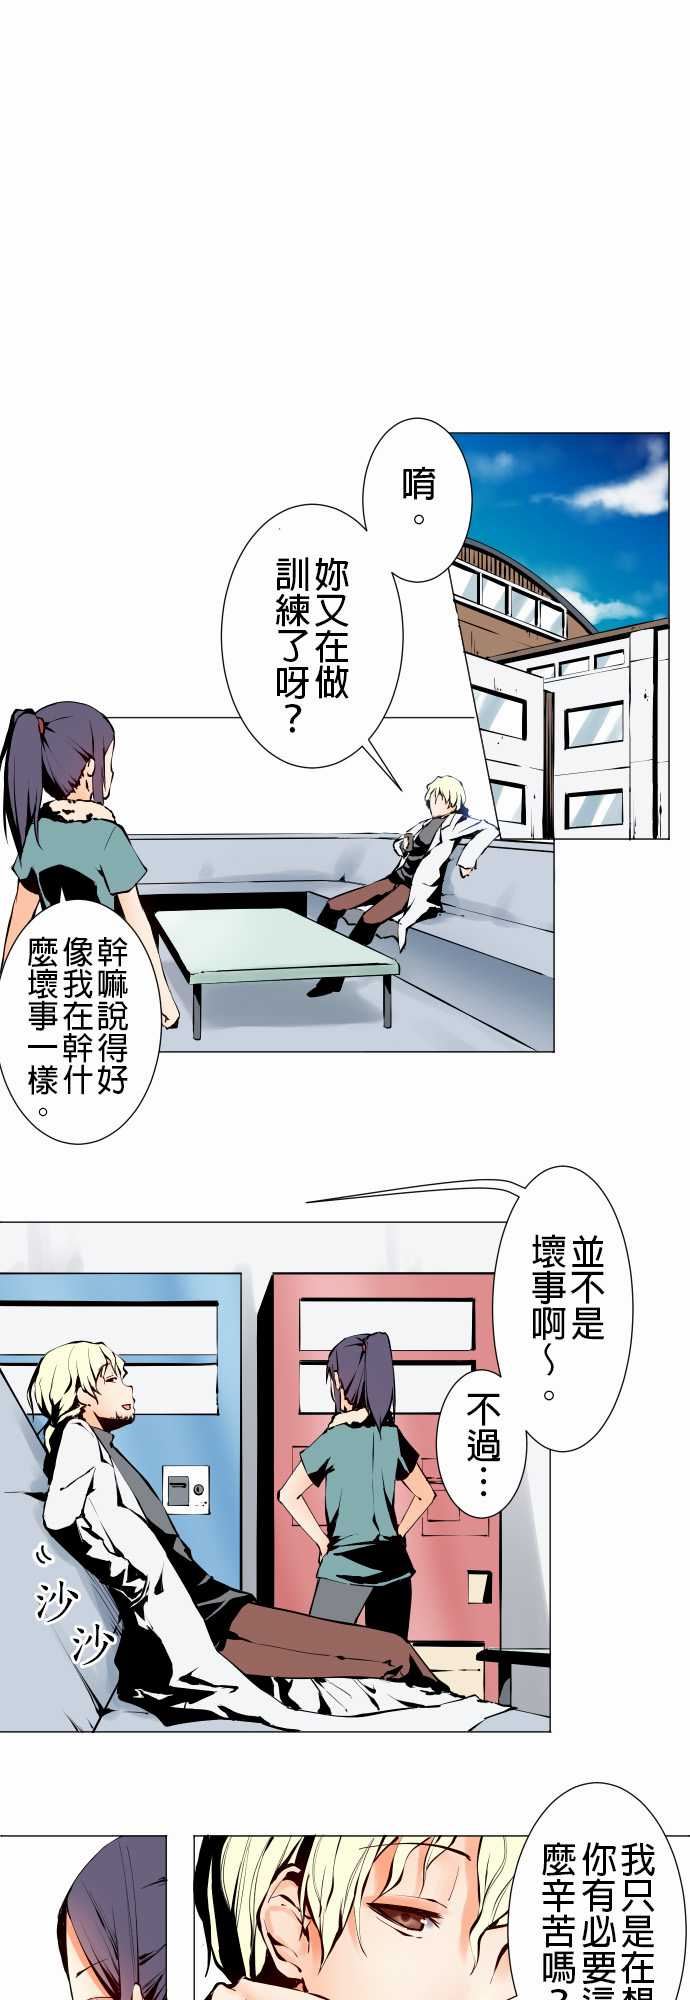 唷。
妳又在做
訓練了呀？
幹嘛說得好
像我在幹什
麼壞事一樣。
並不是
壞事啊～。
不過…
沙沙
我只是在想
你有必要這
麼辛苦嗎？